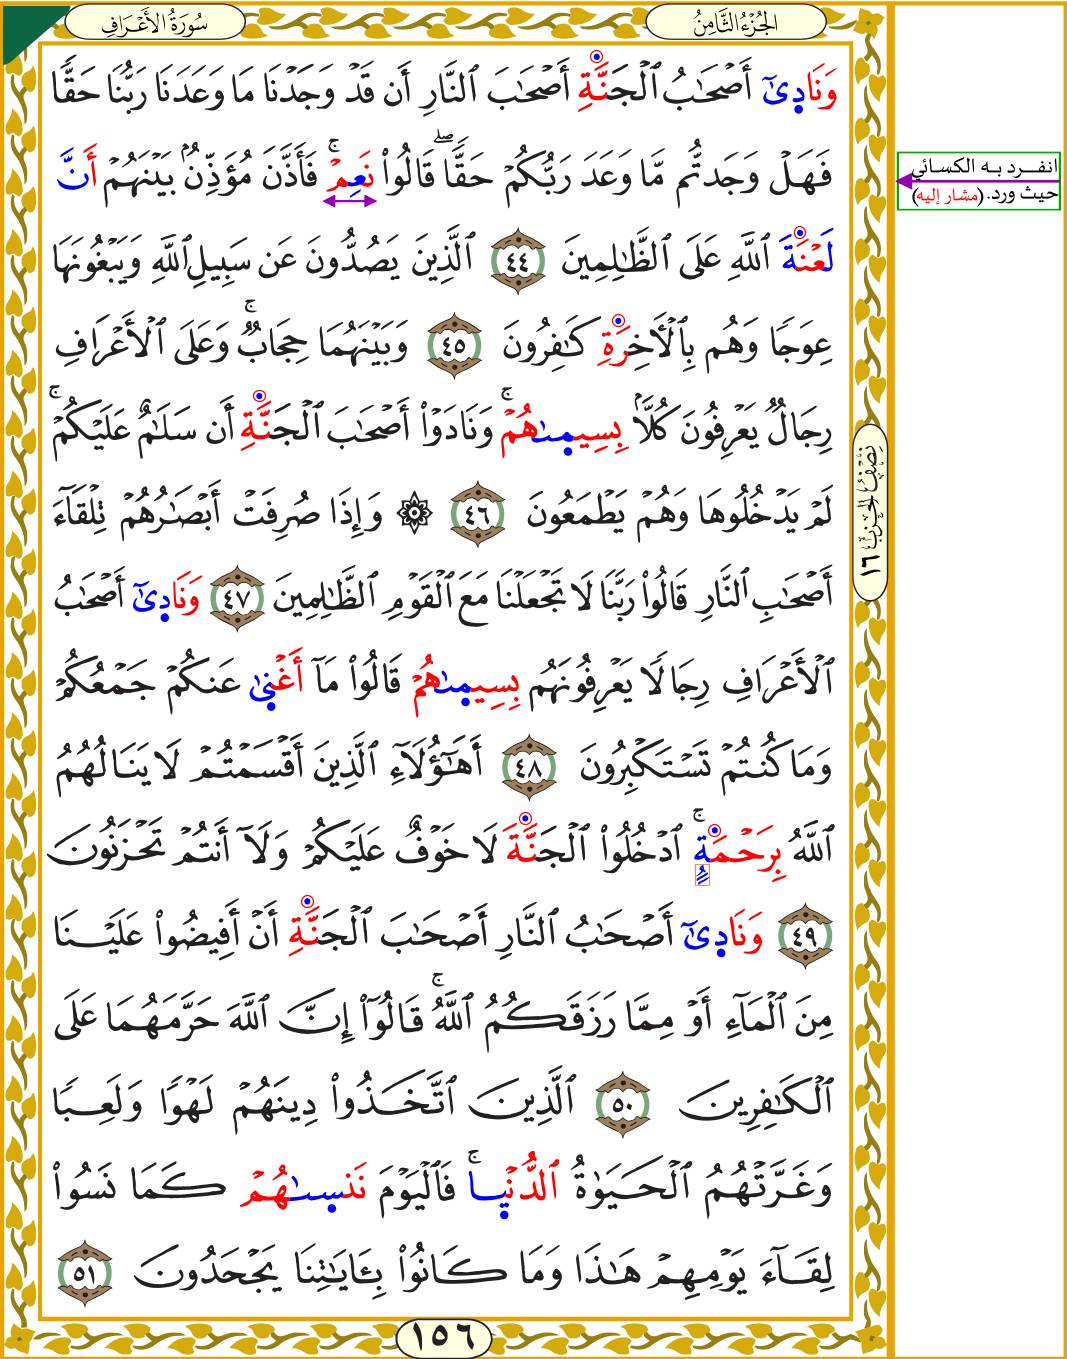 سُورَةُ الأَعْرَافِ
الجُزْءُ الثَّامِنُ
وَنَادِىٰٓ أَصْحَٰبُ ٱلْجَنَّةِ أَصْحَٰبَ ٱلنَّارِ أَن قَدْ وَجَدْنَا مَا وَعَدَنَا رَبُّنَا حَقًّا
فَهَلْ وَجَدتُّم مَّا وَعَدَ رَبُّكُمْ حَقًّا ۖ قَالُوا۟ نَعِمْ ۚ فَأَذَّنَ مُؤَذِّنٌۢ بَيْنَهُمْ أَنَّ
لَعْنَةَ ٱللَّهِ عَلَى ٱلظَّٰلِمِينَ ٤٤ ٱلَّذِينَ يَصُدُّونَ عَن سَبِيلِ ٱللَّهِ وَيَبْغُونَهَا
عِوَجًا وَهُم بِٱلْأٓخِرَةِ كَٰفِرُونَ ٤٥ وَبَيْنَهُمَا حِجَابٌ ۚ وَعَلَى ٱلْأَعْرَافِ
رِجَالٌ يَعْرِفُونَ كُلًّۢا بِسِيمىٰهُمْ ۚ وَنَادَوْا۟ أَصْحَٰبَ ٱلْجَنَّةِ أَن سَلَٰمٌ عَلَيْكُمْ ۚ
لَمْ يَدْخُلُوهَا وَهُمْ يَطْمَعُونَ ٤٦ ۞ وَإِذَا صُرِفَتْ أَبْصَٰرُهُمْ تِلْقَآءَ
أَصْحَٰبِ ٱلنَّارِ قَالُوا۟ رَبَّنَا لَا تَجْعَلْنَا مَعَ ٱلْقَوْمِ ٱلظَّٰلِمِينَ ٤٧ وَنَادِىٰٓ أَصْحَٰبُ
ٱلْأَعْرَافِ رِجَالًا يَعْرِفُونَهُم بِسِيمىٰهُمْ قَالُوا۟ مَآ أَغْنِىٰ عَنكُمْ جَمْعُكُمْ
وَمَا كُنتُمْ تَسْتَكْبِرُونَ ٤٨ أَهَٰٓؤُلَآءِ ٱلَّذِينَ أَقْسَمْتُمْ لَا يَنَالُهُمُ
ٱللَّهُ بِرَحْمَةٍ ۚ ٱدْخُلُوا۟ ٱلْجَنَّةَ لَا خَوْفٌ عَلَيْكُمْ وَلَآ أَنتُمْ تَحْزَنُونَ
٤٩ وَنَادِىٰٓ أَصْحَٰبُ ٱلنَّارِ أَصْحَٰبَ ٱلْجَنَّةِ أَنْ أَفِيضُوا۟ عَلَيْنَا
مِنَ ٱلْمَآءِ أَوْ مِمَّا رَزَقَكُمُ ٱللَّهُ ۚ قَالُوٓا۟ إِنَّ ٱللَّهَ حَرَّمَهُمَا عَلَى
ٱلْكَٰفِرِينَ ٥٠ ٱلَّذِينَ ٱتَّخَذُوا۟ دِينَهُمْ لَهْوًا وَلَعِبًا
وَغَرَّتْهُمُ ٱلْحَيَوٰةُ ٱلدُّنْيِا ۚ فَٱلْيَوْمَ نَنسىٰهُمْ كَمَا نَسُوا۟
لِقَآءَ يَوْمِهِمْ هَٰذَا وَمَا كَانُوا۟ بِـَٔايَٰتِنَا يَجْحَدُونَ ٥١
١٥٦
نِصْفُ الحِزْبِ ١٦
انفرد به الكسائي
حيث ورد. (مشار إليه)